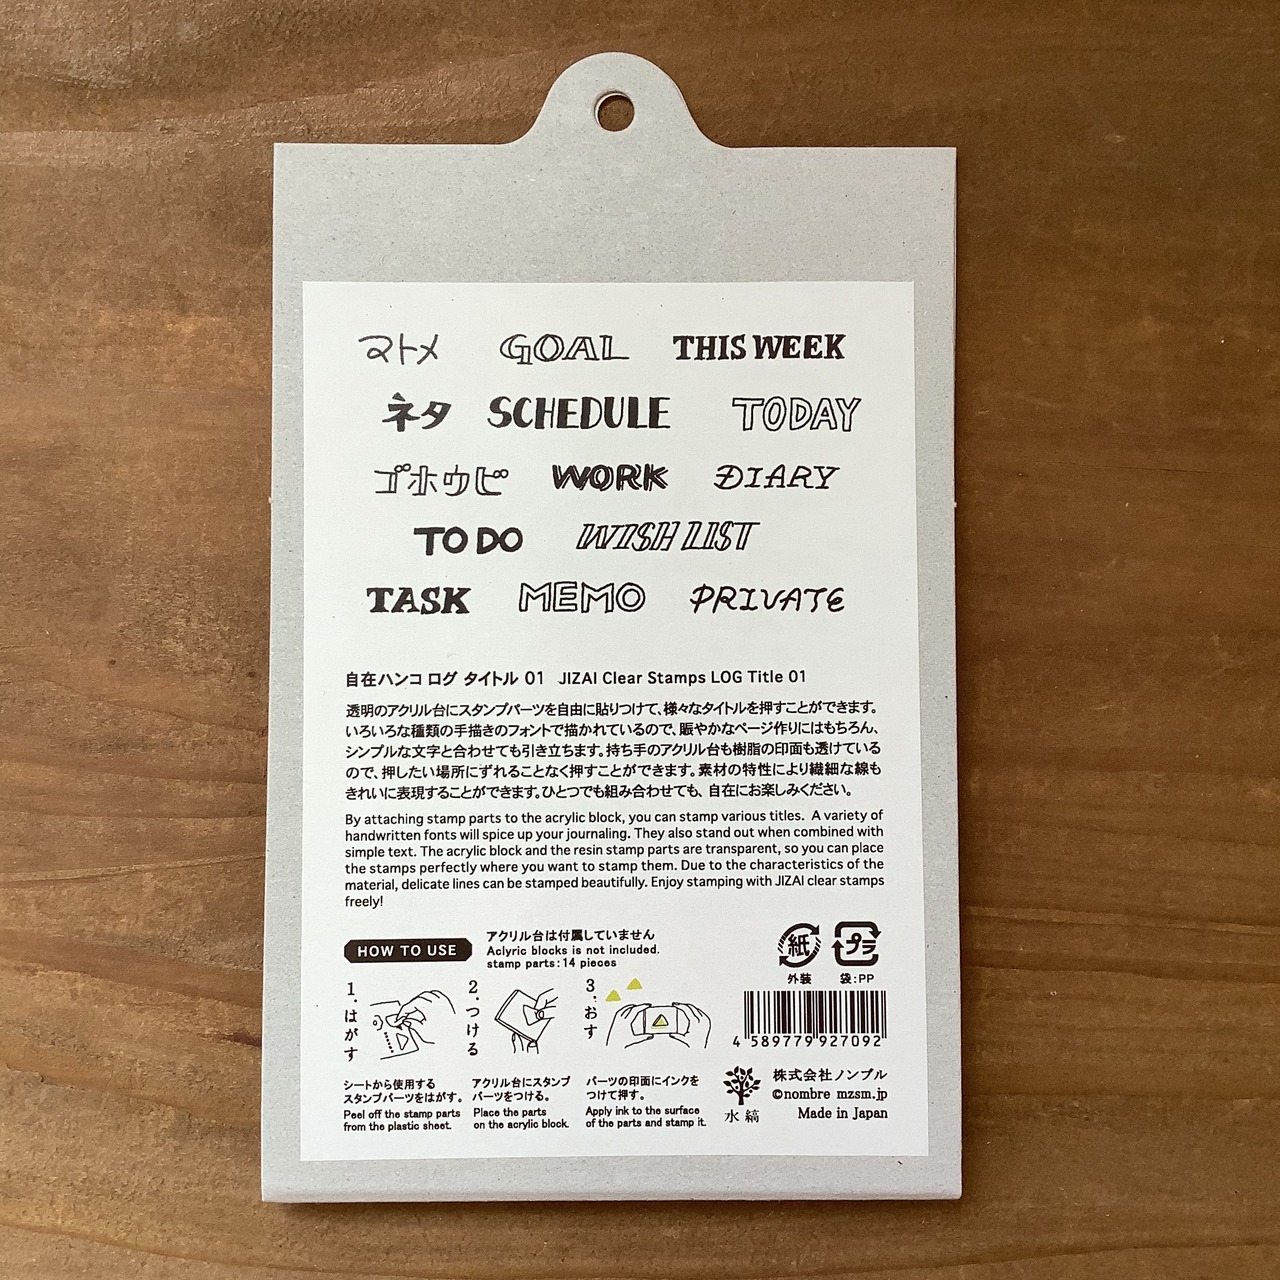 マトメ GOAL THIS WEEK
ネタ SCHEDULE TODAY
ゴホウビ WORK DIARY
TO DO WISH LIST
TASK MEMO PRIVATE
自在ハンコ ログ タイトル 01 JIZAI Clear Stamps LOG Title 01
透明のアクリル台にスタンプパーツを自由に貼りつけて、様々なタイトルを押すことができます。
いろいろな種類の手描きのフォントで描かれているので、賑やかなページ作りにはもちろん、
シンプルな文字と合わせても引き立ちます。持ち手のアクリル台も樹脂の印面も透けている
ので、押したい場所にずれることなく押すことができます。素材の特性により繊細な線も
きれいに表現することができます。ひとつでも組み合わせても、自在にお楽しみください。
By attaching stamp parts to the acrylic block, you can stamp various titles. A variety of
handwritten fonts will spice up your journaling. They also stand out when combined with
simple text. The acrylic block and the resin stamp parts are transparent, so you can place
the stamps perfectly where you want to stamp them. Due to the characteristics of the
material, delicate lines can be stamped beautifully. Enjoy stamping with JIZAI clear stamps
freely!
HOW TO USE
アクリル台は付属していません
Aclyric blocks is not included.
stamp parts:14 pieces
紙 プラ
外装 袋:PP
1.はがす
2.つける
3.おす
シートから使用する
スタンプパーツをはがす。
Peel off the stamp parts
from the plastic sheet.
アクリル台にスタンプ
パーツをつける。
Place the parts
on the acrylic block.
パーツの印面にインクを
つけて押す。
Apply ink to the surface
of the parts and stamp it.
4 589779 927092
水縞
株式会社ノンブル
©nombre mzsm.jp
Made in Japan